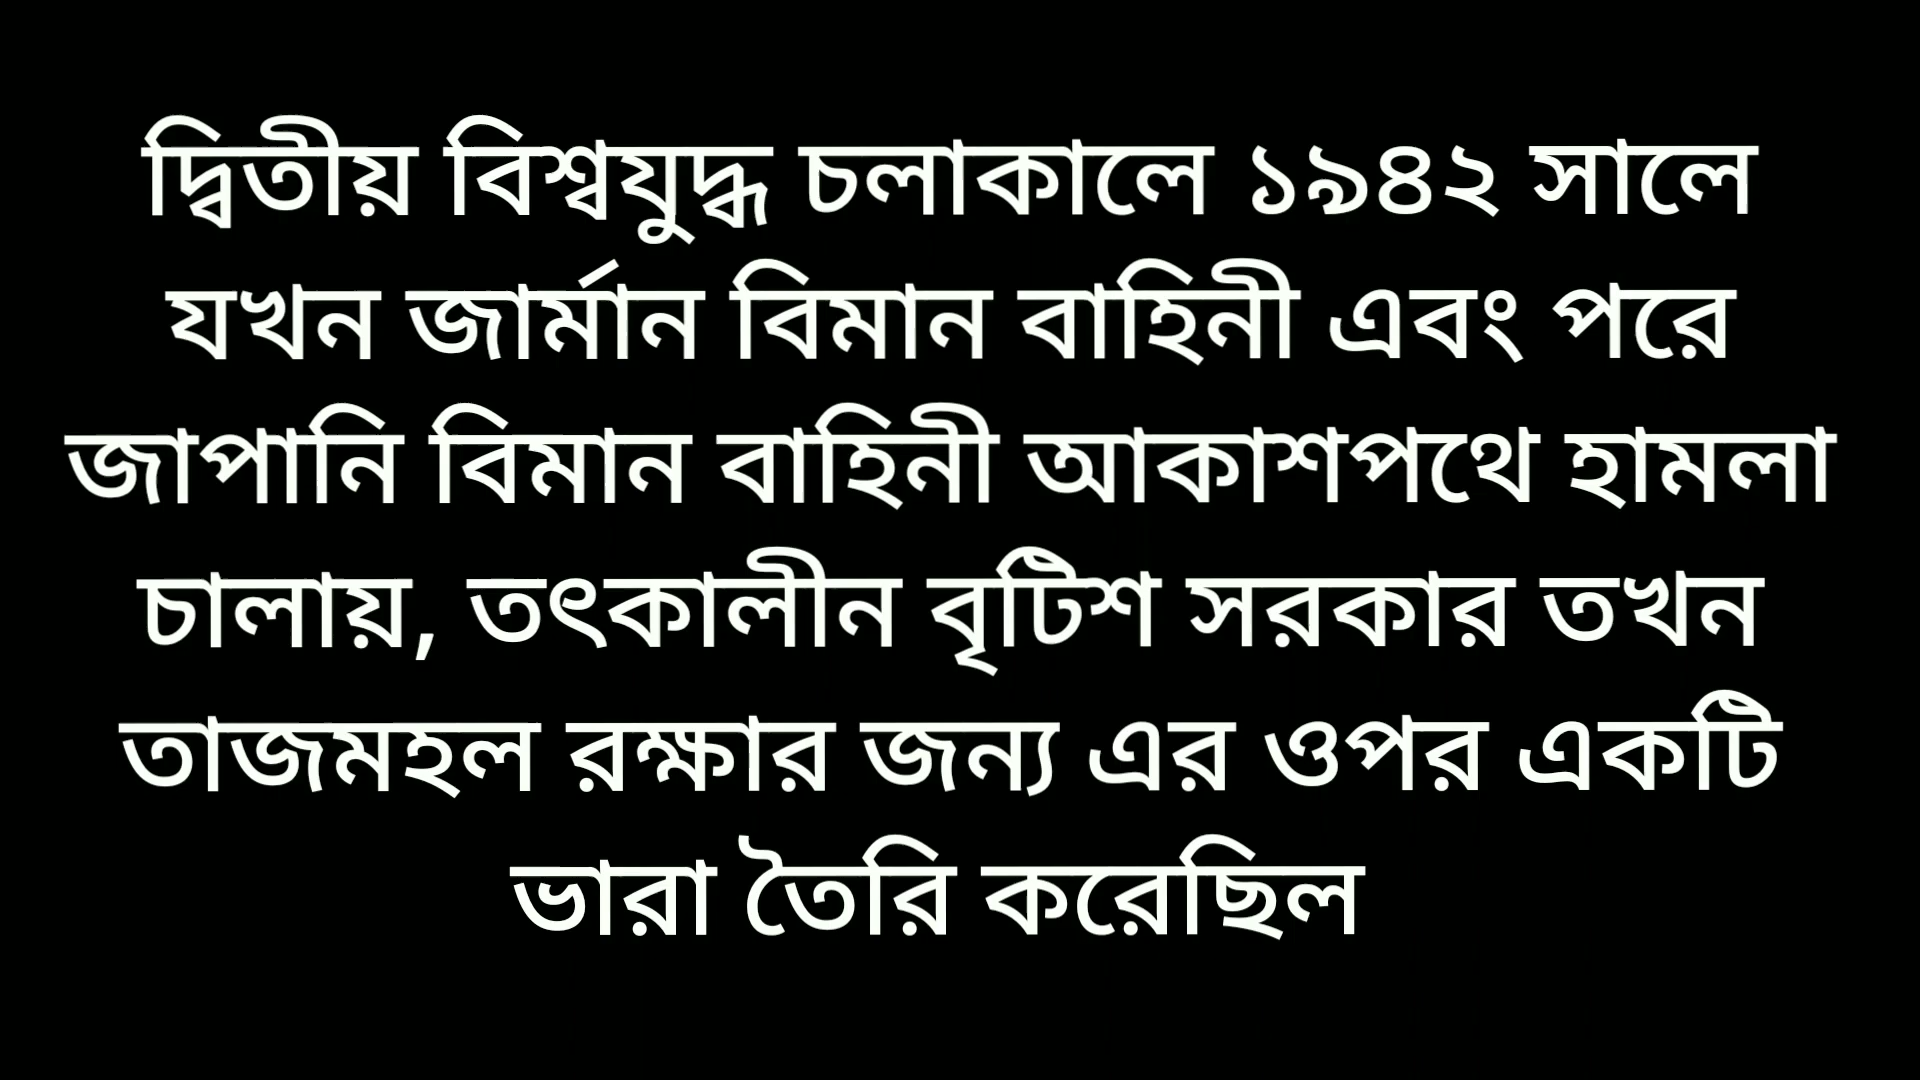 দ্বিতীয় বিশ্বযুদ্ধ চলাকালে ১৯৪২ সালে
যখন জার্মান বিমান বাহিনী এবং পরে
জাপানি বিমান বাহিনী আকাশপথে হামলা
চালায়, তৎকালীন বৃটিশ সরকার তখন
তাজমহল রক্ষার জন্য এর ওপর একটি
ভারা তৈরি করেছিল